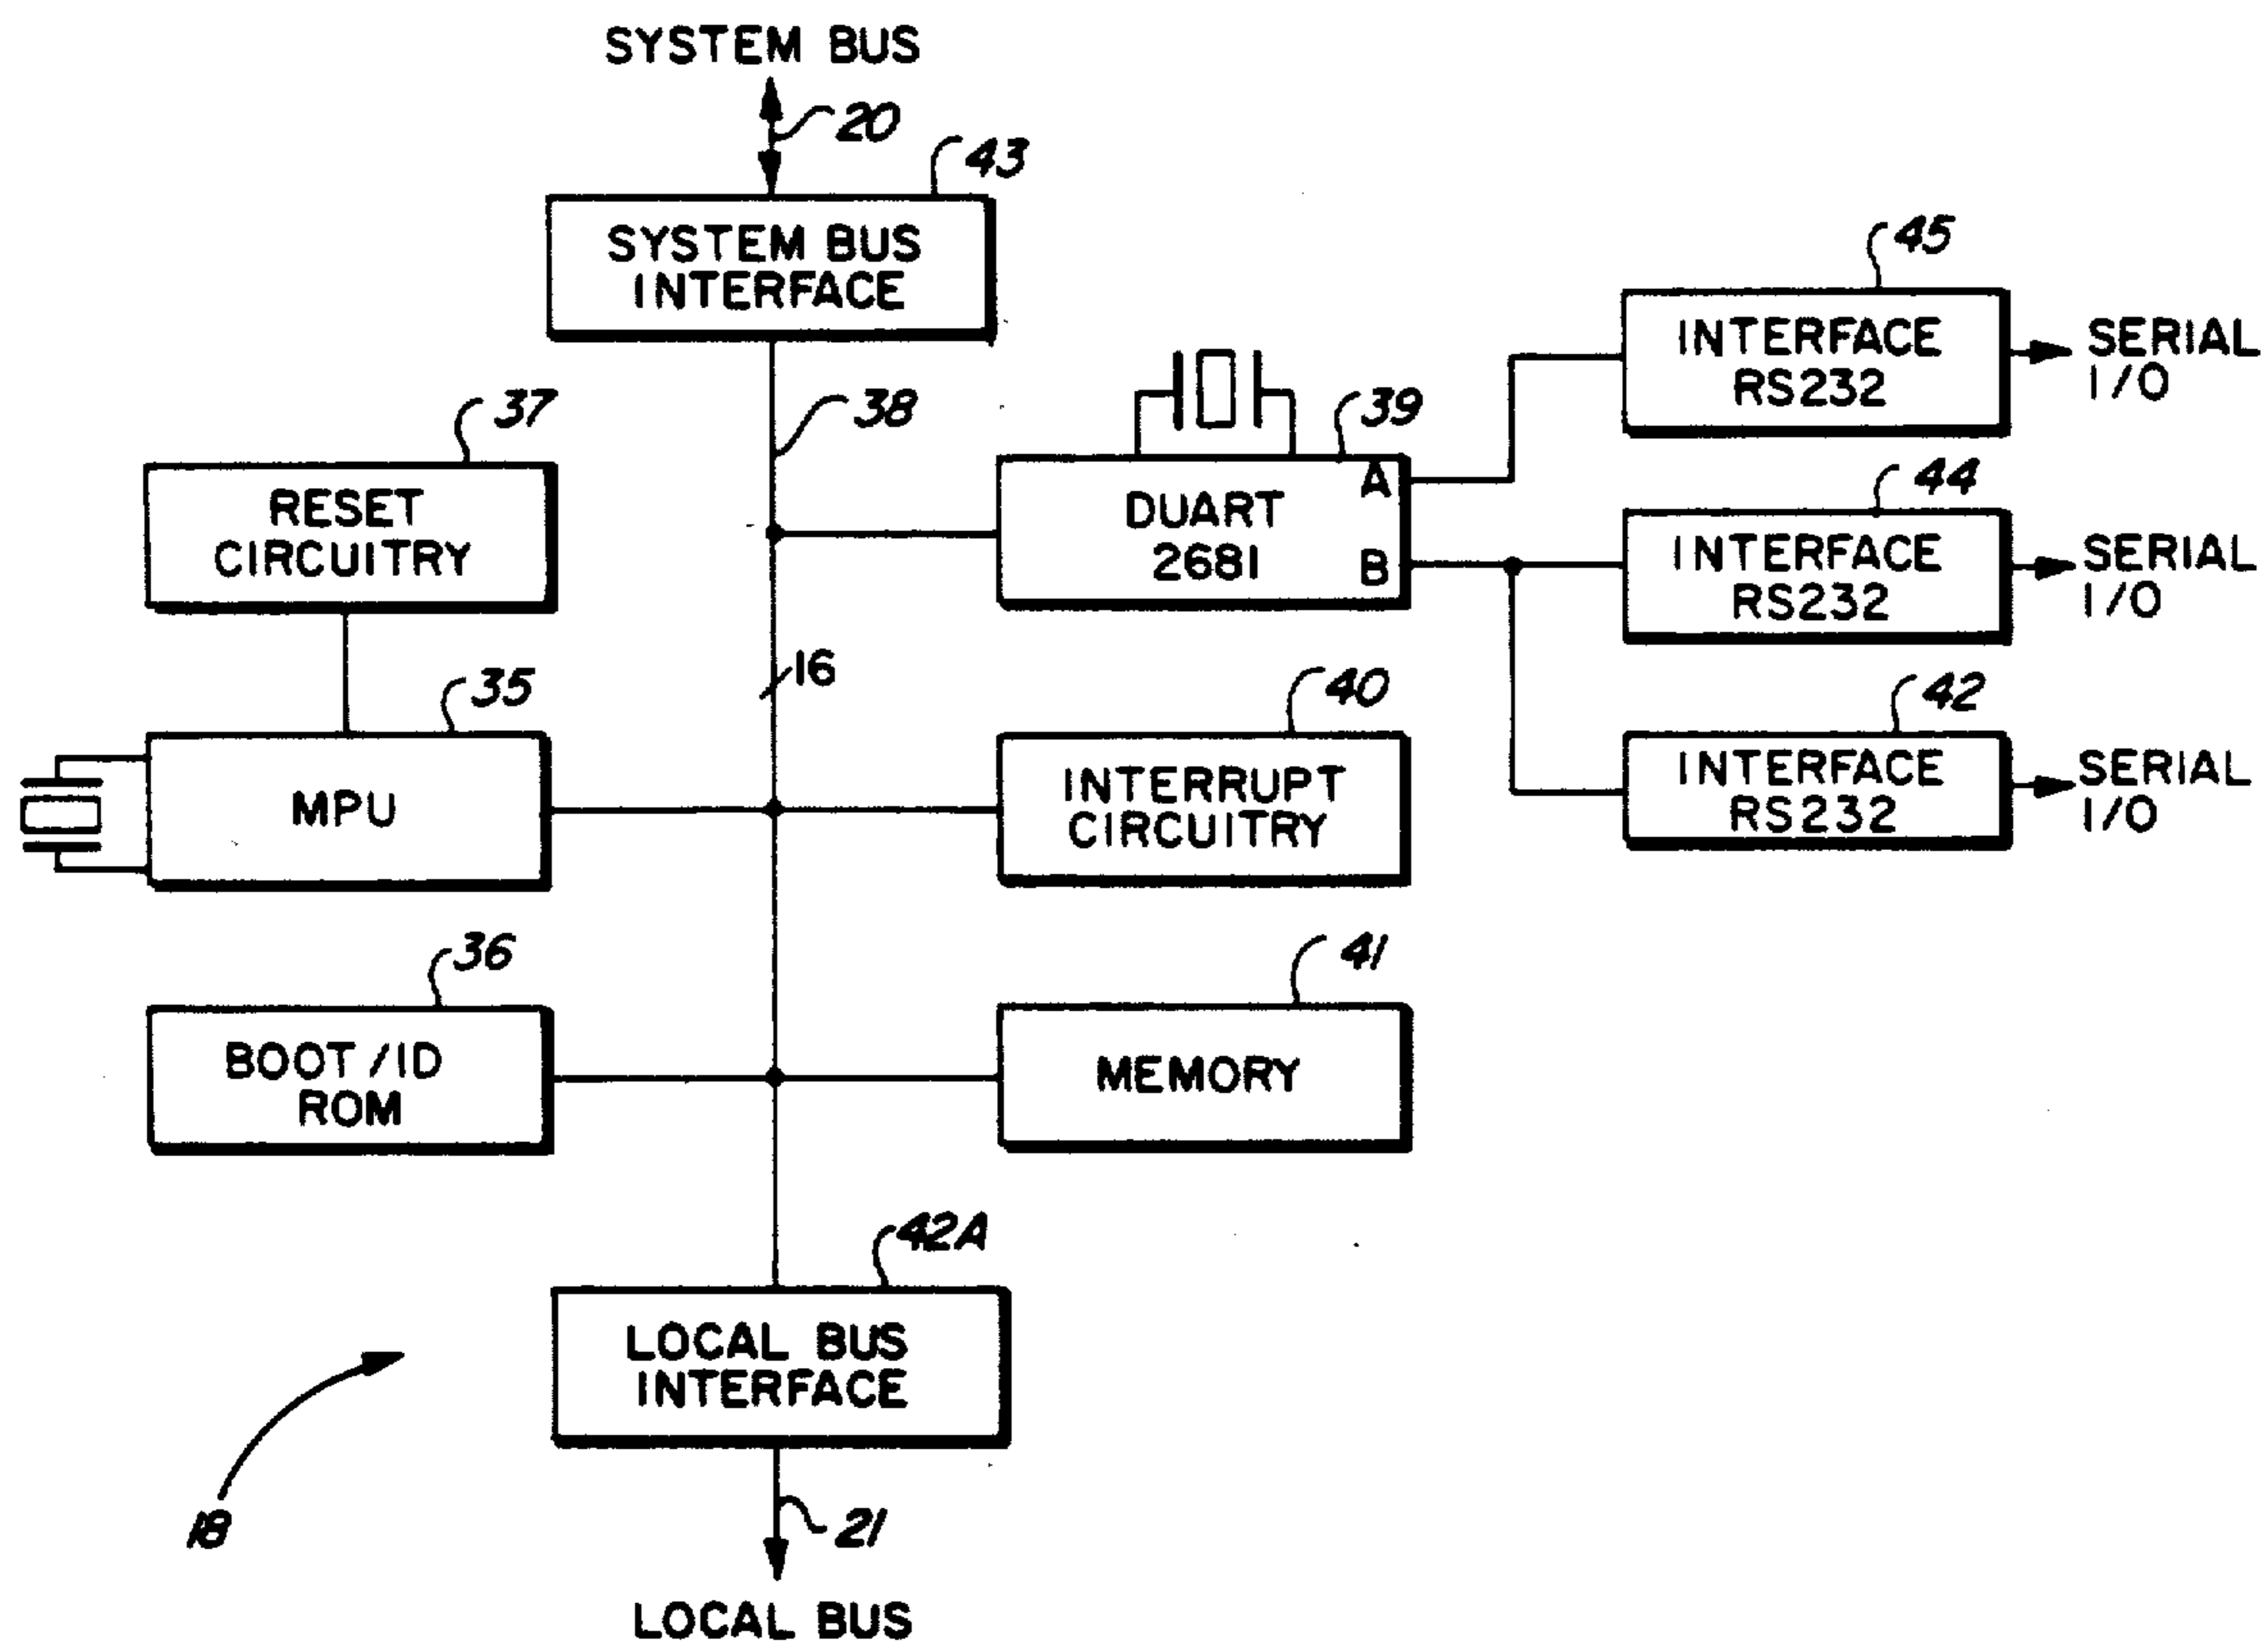 SYSTEM BUS
20
43
SYSTEM BUS
INTERFACE
45
INTERFACE
RS232
SERIAL
I/O
37
38
39
RESET
CIRCUITRY
DUART
2681
A
B
44
INTERFACE
RS232
SERIAL
I/O
16
35
40
42
MPU
INTERRUPT
CIRCUITRY
INTERFACE
RS232
SERIAL
I/O
36
41
BOOT/ID
ROM
MEMORY
42A
LOCAL BUS
INTERFACE
18
21
LOCAL BUS